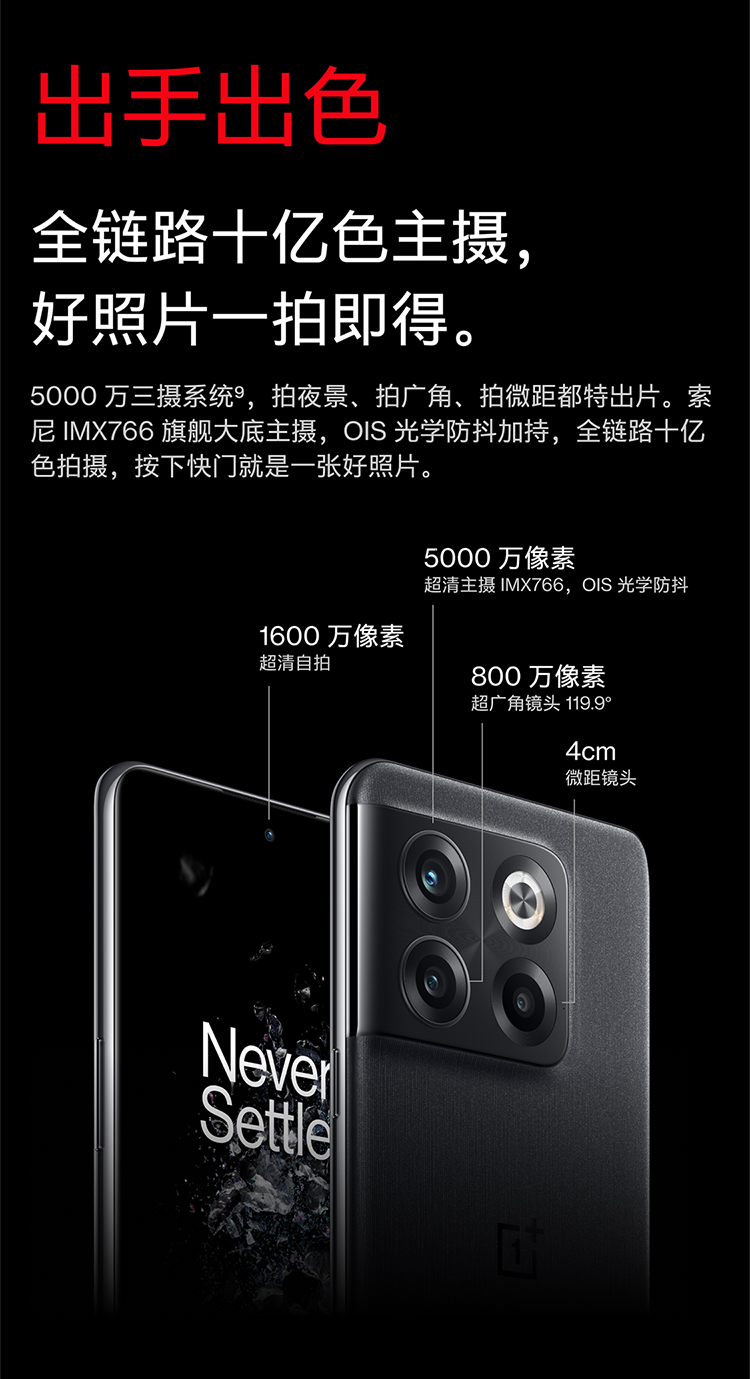 出手出色
全链路十亿色主摄，
好照片一拍即得。
5000 万三摄系统⁹，拍夜景、拍广角、拍微距都特出片。索
尼 IMX766 旗舰大底主摄，OIS 光学防抖加持，全链路十亿
色拍摄，按下快门就是一张好照片。
5000 万像素
超清主摄 IMX766，OIS 光学防抖
1600 万像素
超清自拍
800 万像素
超广角镜头 119.9°
4cm
微距镜头
Never
Settle
1+